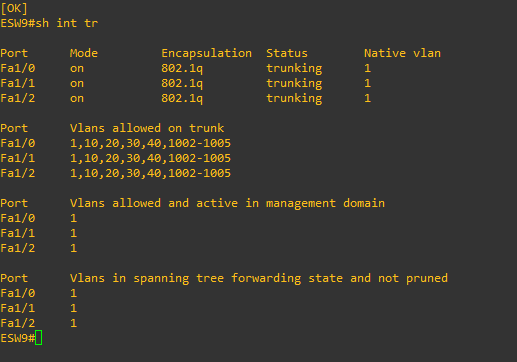 [OK]
ESW9#sh int tr

Port      Mode         Encapsulation  Status        Native vlan
Fa1/0     on           802.1q         trunking      1
Fa1/1     on           802.1q         trunking      1
Fa1/2     on           802.1q         trunking      1

Port      Vlans allowed on trunk
Fa1/0     1,10,20,30,40,1002-1005
Fa1/1     1,10,20,30,40,1002-1005
Fa1/2     1,10,20,30,40,1002-1005

Port      Vlans allowed and active in management domain
Fa1/0     1
Fa1/1     1
Fa1/2     1

Port      Vlans in spanning tree forwarding state and not pruned
Fa1/0     1
Fa1/1     1
Fa1/2     1
ESW9#